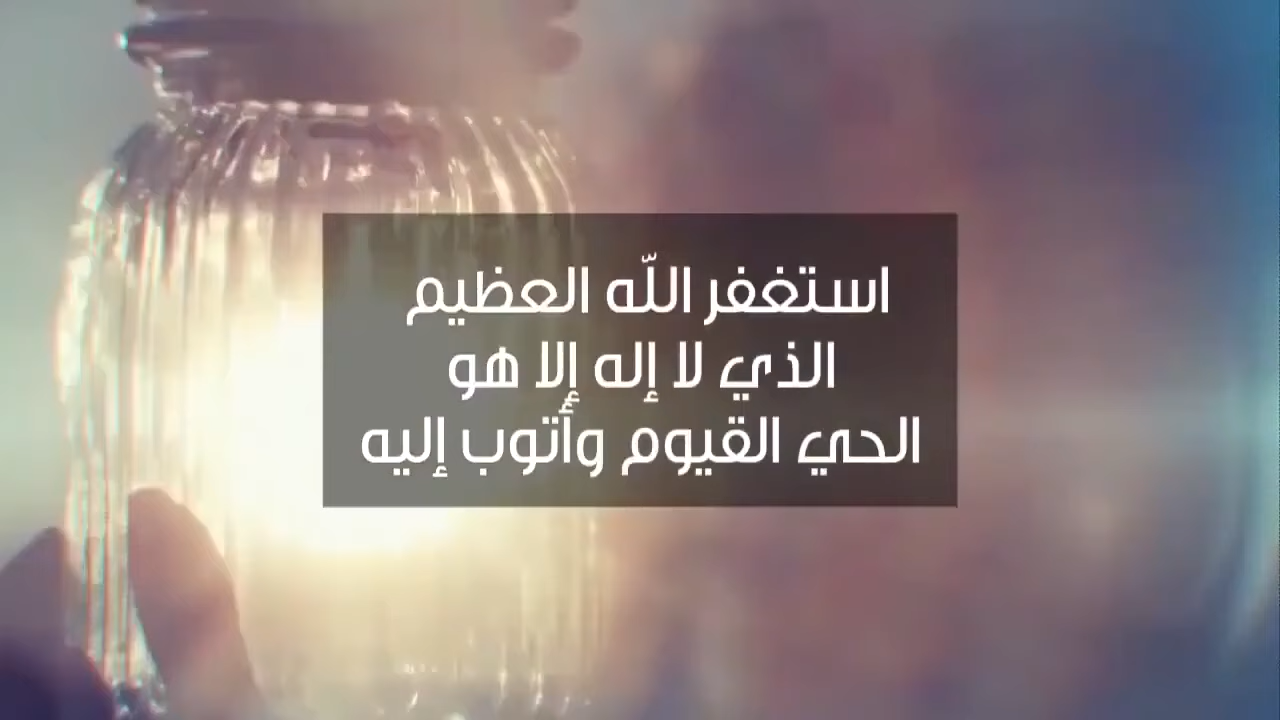 استغفر اللّه العظيم
الذي لا إله إلا هو
الحي القيوم وأتوب إليه